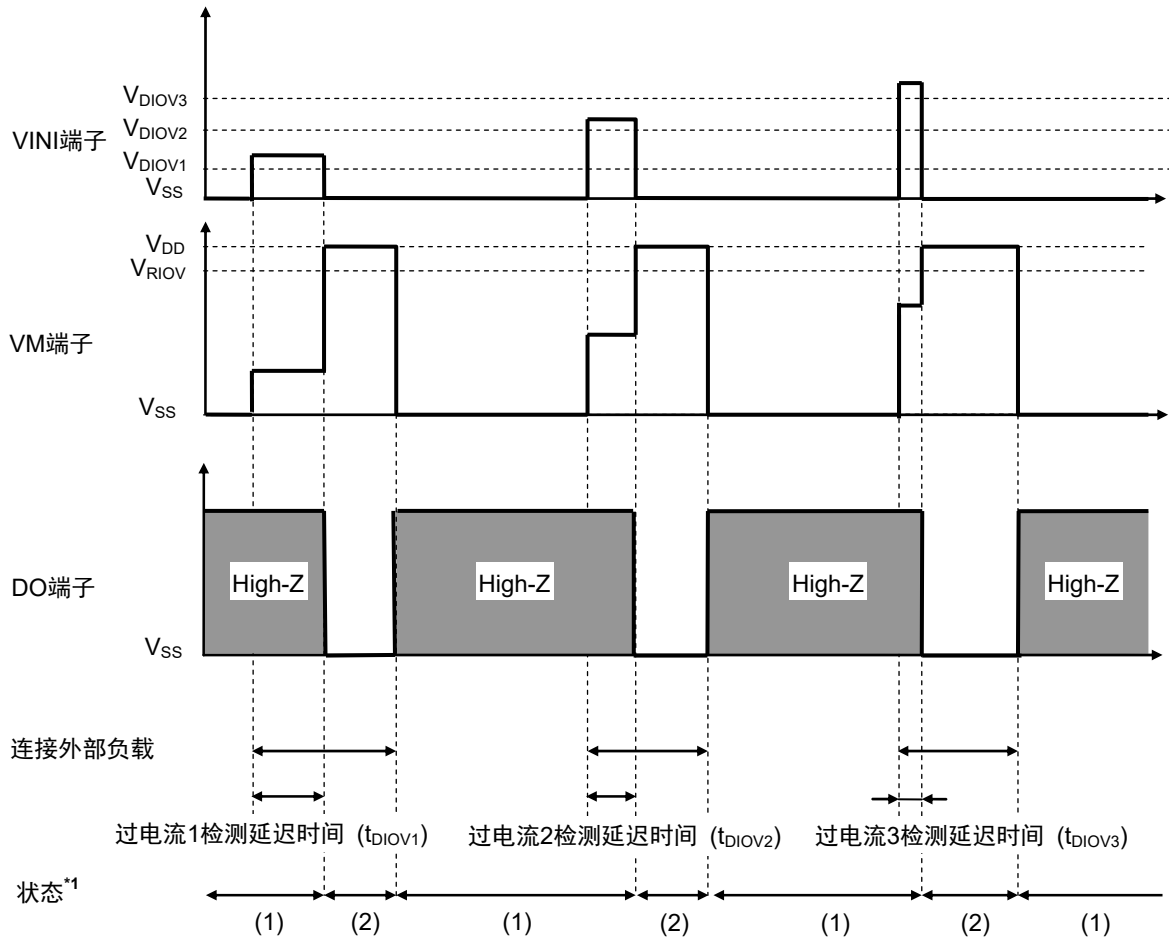 VDIOV3
VINI端子
VDIOV2
VDIOV1
VSS
VDD
VRIOV
VM端子
VSS
DO端子
High-Z
High-Z
High-Z
High-Z
VSS
连接外部负载
过电流1检测延迟时间 (tDIOV1)
过电流2检测延迟时间 (tDIOV2)
过电流3检测延迟时间 (tDIOV3)
状态*1
(1)
(2)
(1)
(2)
(1)
(2)
(1)